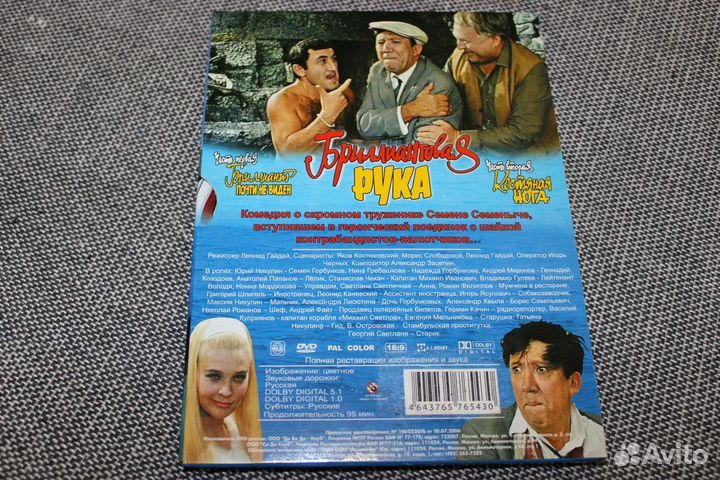 Бриллиантовая
РУКА
Часть первая
Бриллиант
ПОЧТИ НЕ ВИДЕН
Часть вторая
Костяная
НОГА
Комедия о скромном труженике Семене Семеныче,
вступившем в героический поединок с шайкой
контрабандистов-валютчиков...
Режиссер Леонид Гайдай, Сценаристы: Яков Костюковский, Морис Слободской, Леонид Гайдай, Оператор Игорь
Черных, Композитор Александр Зацепин.
В ролях: Юрий Никулин - Семен Горбунков, Нина Гребешкова - Надежда Горбункова, Андрей Миронов - Геннадий
Козодоев, Анатолий Папанов - Лёлик, Станислав Чекан - Капитан Михаил Иванович, Владимир Гуляев - Лейтенант
Володя, Нонна Мордюкова - Управдом, Светлана Светличная - Анна, Роман Филиппов - Мужчина в ресторане,
Григорий Шпигель - Иностранец, Леонид Каневский - Ассистент иностранца, Игорь Ясулович - Собаковзаводчик,
Максим Никулин - Мальчик, Александра Лисютина - Дочь Горбунковых, Александр Хвыля - Борис Савельевич,
Николай Романов - Шеф, Андрей Файт - Продавец лотерейных билетов, Герман Качин - радиорепортер, Василий
Куприянов - капитан корабля «Михаил Светлов», Евгения Мельникова - Старушка, Татьяна
Никулина - Гид, В. Островская - Стамбульская проститутка,
Георгий Светлани - Старик
DVD PAL COLOR 16:9 5.1 DOLBY DOLBY DIGITAL
Полная реставрация изображения и звука
Изображение: цветное
Звуковые дорожки:
Русская
DOLBY DIGITAL 5.1
DOLBY DIGITAL 1.0
Субтитры: Русские
Продолжительность 95 мин.
4 643765 765430
Avito